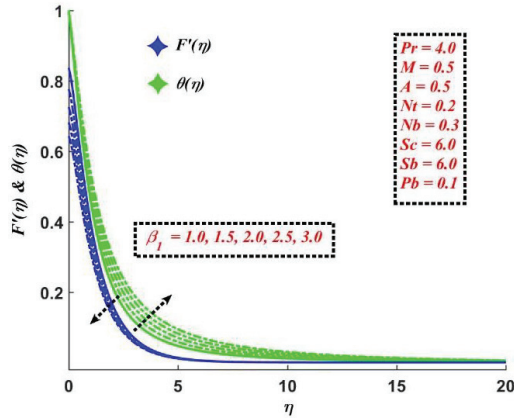 F'(η) & θ(η)
1
0.8
0.6
0.4
0.2
F'(η)
θ(η)
Pr = 4.0
M = 0.5
A = 0.5
Nt = 0.2
Nb = 0.3
Sc = 6.0
Sb = 6.0
Pb = 0.1
β₁ = 1.0, 1.5, 2.0, 2.5, 3.0
0 5 10 15 20
η